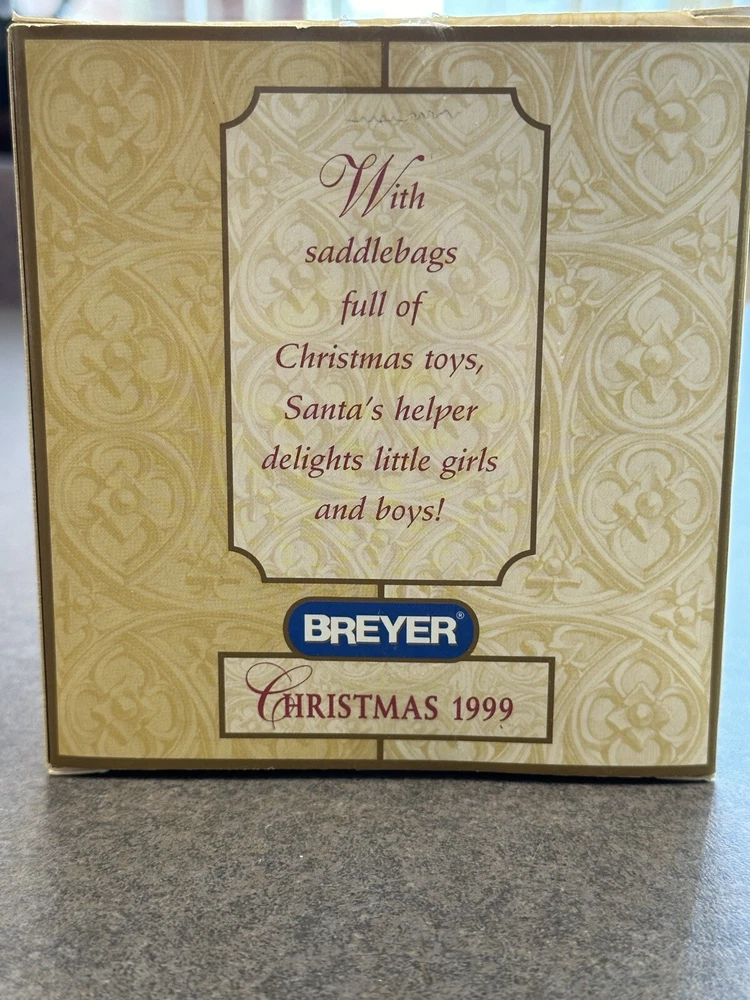 With
saddlebags
full of
Christmas toys,
Santa's helper
delights little girls
and boys!
BREYER®
CHRISTMAS 1999